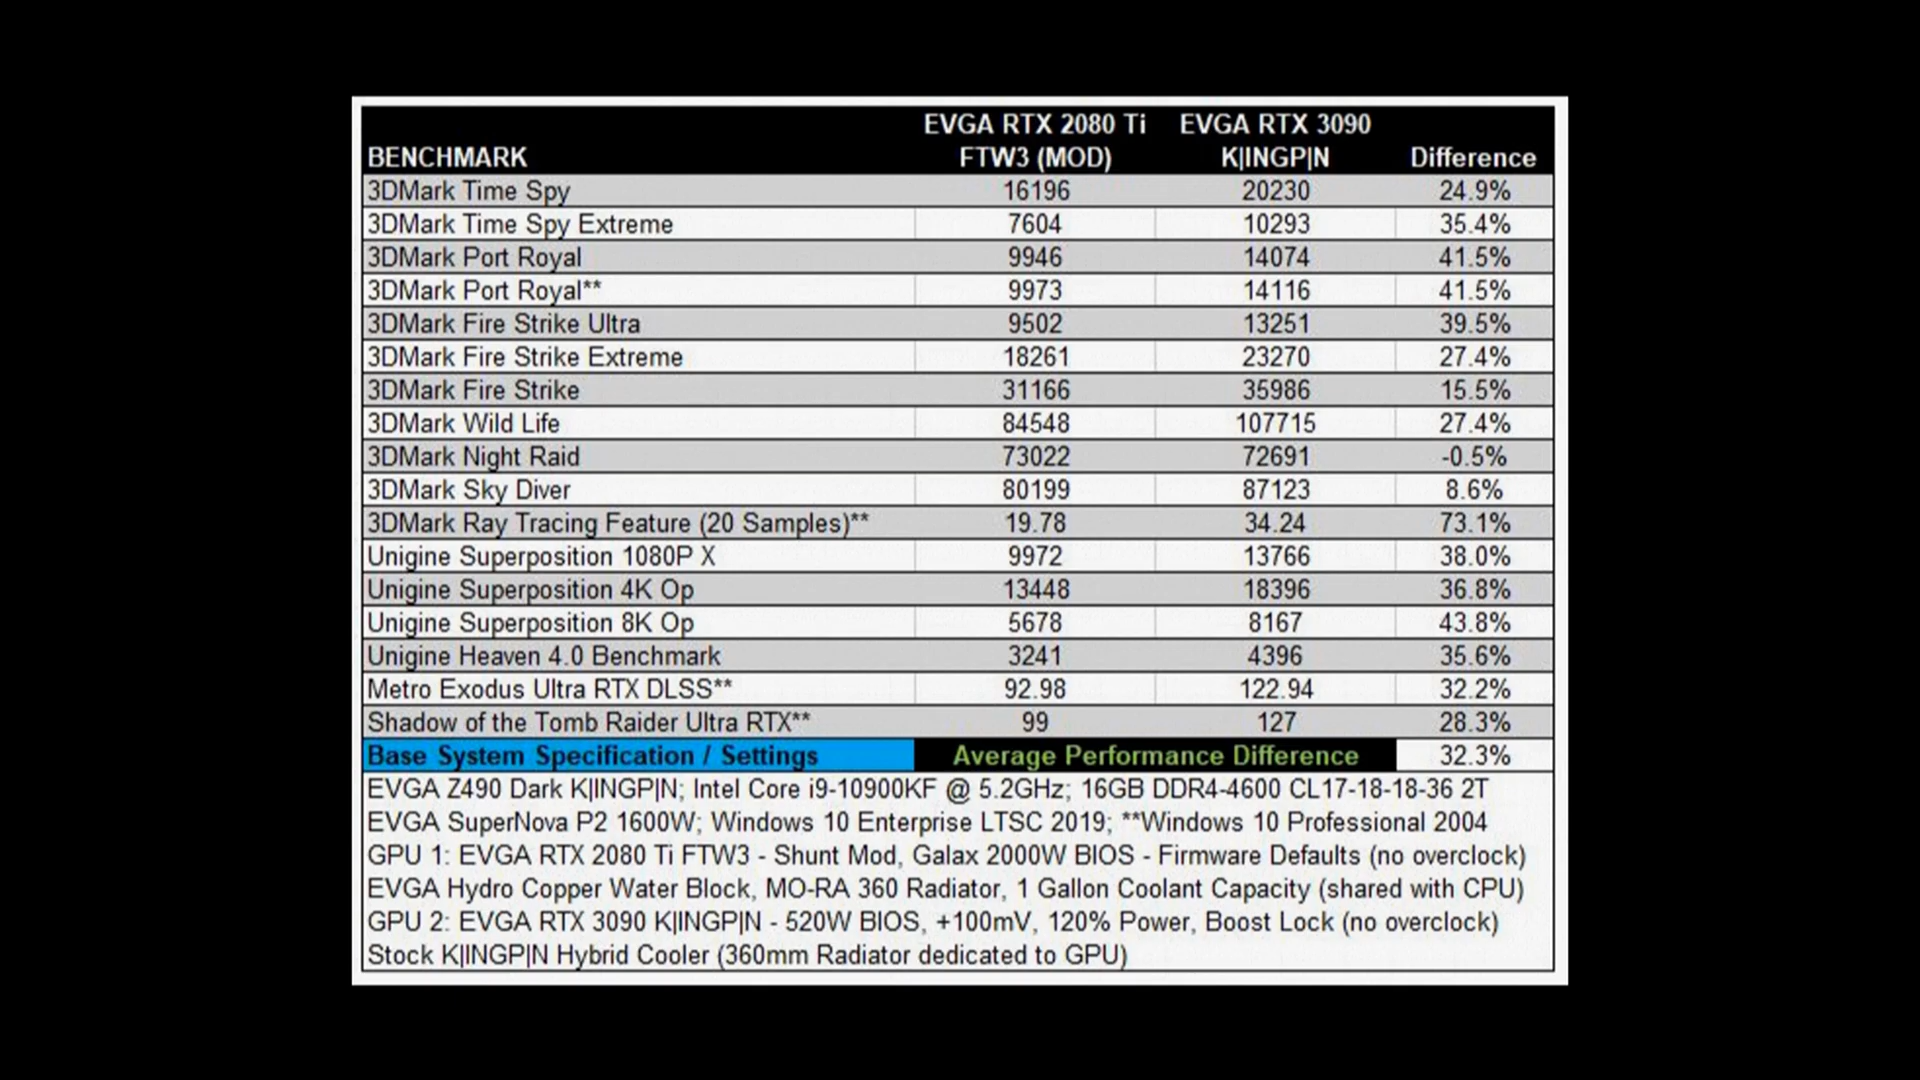 BENCHMARK EVGA RTX 2080 Ti FTW3 (MOD) EVGA RTX 3090 K|INGP|N Difference
3DMark Time Spy 16196 20230 24.9%
3DMark Time Spy Extreme 7604 10293 35.4%
3DMark Port Royal 9946 14074 41.5%
3DMark Port Royal** 9973 14116 41.5%
3DMark Fire Strike Ultra 9502 13251 39.5%
3DMark Fire Strike Extreme 18261 23270 27.4%
3DMark Fire Strike 31166 35986 15.5%
3DMark Wild Life 84548 107715 27.4%
3DMark Night Raid 73022 72691 -0.5%
3DMark Sky Diver 80199 87123 8.6%
3DMark Ray Tracing Feature (20 Samples)** 19.78 34.24 73.1%
Unigine Superposition 1080P X 9972 13766 38.0%
Unigine Superposition 4K Op 13448 18396 36.8%
Unigine Superposition 8K Op 5678 8167 43.8%
Unigine Heaven 4.0 Benchmark 3241 4396 35.6%
Metro Exodus Ultra RTX DLSS** 92.98 122.94 32.2%
Shadow of the Tomb Raider Ultra RTX** 99 127 28.3%
Base System Specification / Settings Average Performance Difference 32.3%
EVGA Z490 Dark K|INGP|N; Intel Core i9-10900KF @ 5.2GHz; 16GB DDR4-4600 CL17-18-18-36 2T
EVGA SuperNova P2 1600W; Windows 10 Enterprise LTSC 2019; **Windows 10 Professional 2004
GPU 1: EVGA RTX 2080 Ti FTW3 - Shunt Mod, Galax 2000W BIOS - Firmware Defaults (no overclock)
EVGA Hydro Copper Water Block, MO-RA 360 Radiator, 1 Gallon Coolant Capacity (shared with CPU)
GPU 2: EVGA RTX 3090 K|INGP|N - 520W BIOS, +100mV, 120% Power, Boost Lock (no overclock)
Stock K|INGP|N Hybrid Cooler (360mm Radiator dedicated to GPU)